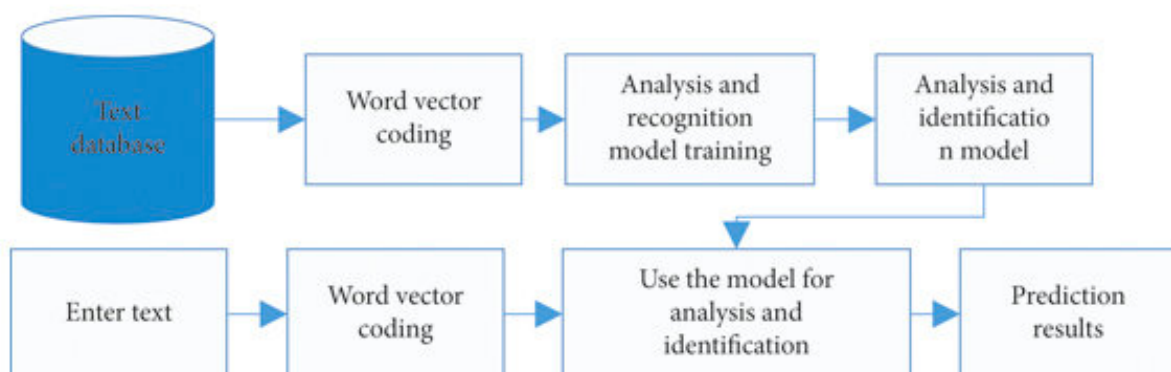 Text
database
Word vector
coding
Analysis and
recognition
model training
Analysis and
identificatio
n model
Enter text
Word vector
coding
Use the model for
analysis and
identification
Prediction
results